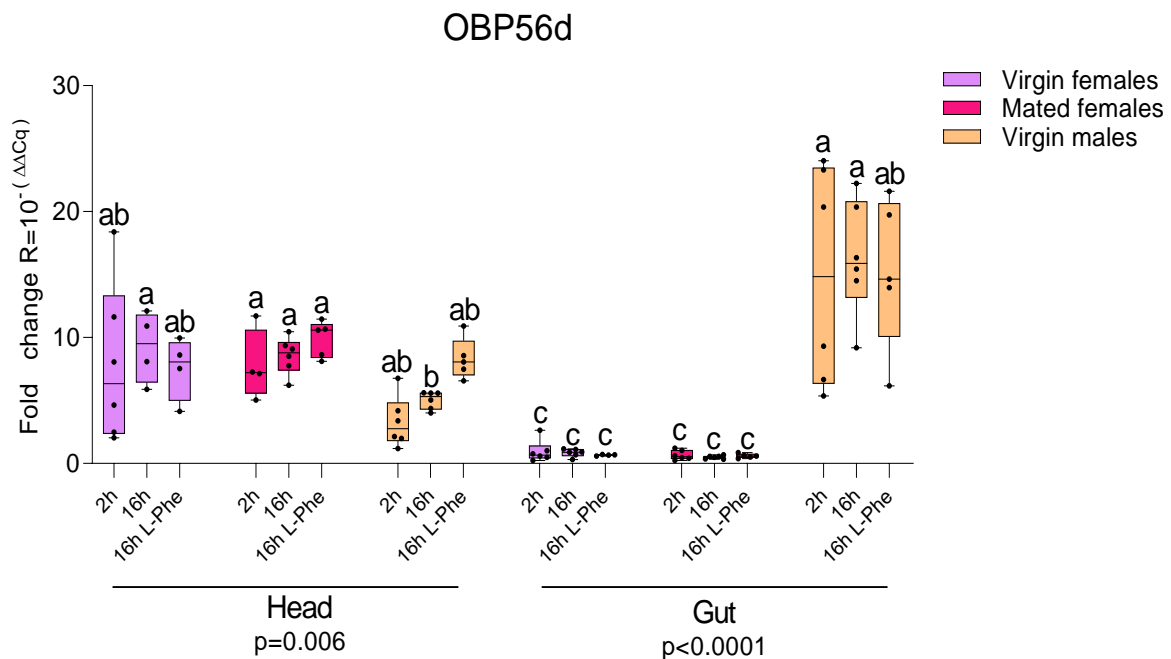 OBP56d
Fold change R=10^-(ΔΔCq)
30
20
10
0
Virgin females
Mated females
Virgin males
ab
a
ab
a
a
a
ab
b
ab
c
c
c
c
c
c
a
a
ab
2h
16h
16h L-Phe
2h
16h
16h L-Phe
2h
16h
16h L-Phe
2h
16h
16h L-Phe
2h
16h
16h L-Phe
2h
16h
16h L-Phe
Head
p=0.006
Gut
p<0.0001